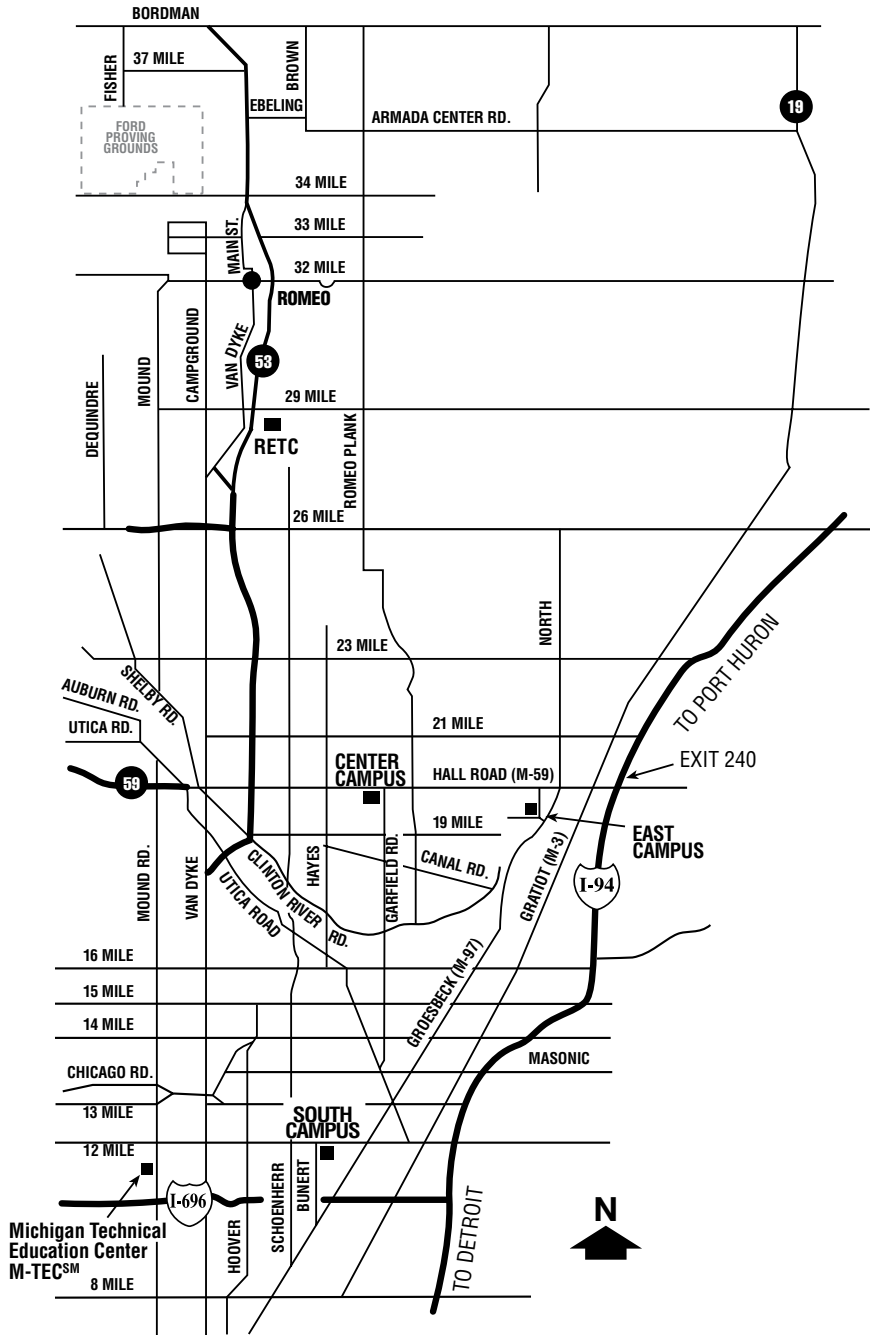 BORDMAN
FISHER
37 MILE
BROWN
EBELING
19
ARMADA CENTER RD.
FORD
PROVING
GROUNDS
34 MILE
33 MILE
MAIN ST.
32 MILE
ROMEO
CAMPGROUND
MOUND
VAN DYKE
53
DEQUINDRE
29 MILE
RETC
ROMEO PLANK
26 MILE
NORTH
23 MILE
SHELBY RD.
TO PORT HURON
AUBURN RD.
UTICA RD.
21 MILE
CENTER
CAMPUS
HALL ROAD (M-59)
EXIT 240
59
19 MILE
EAST
CAMPUS
MOUND RD.
VAN DYKE
UTICA ROAD
CLINTON RIVER RD.
HAYES
CANAL RD.
GARFIELD RD.
GRATIOT (M-3)
I-94
GROESBECK (M-97)
16 MILE
15 MILE
14 MILE
MASONIC
CHICAGO RD.
13 MILE
SOUTH
CAMPUS
12 MILE
I-696
HOOVER
SCHOENHERR
BUNERT
TO DETROIT
N
Michigan Technical
Education Center
M-TECSM
8 MILE